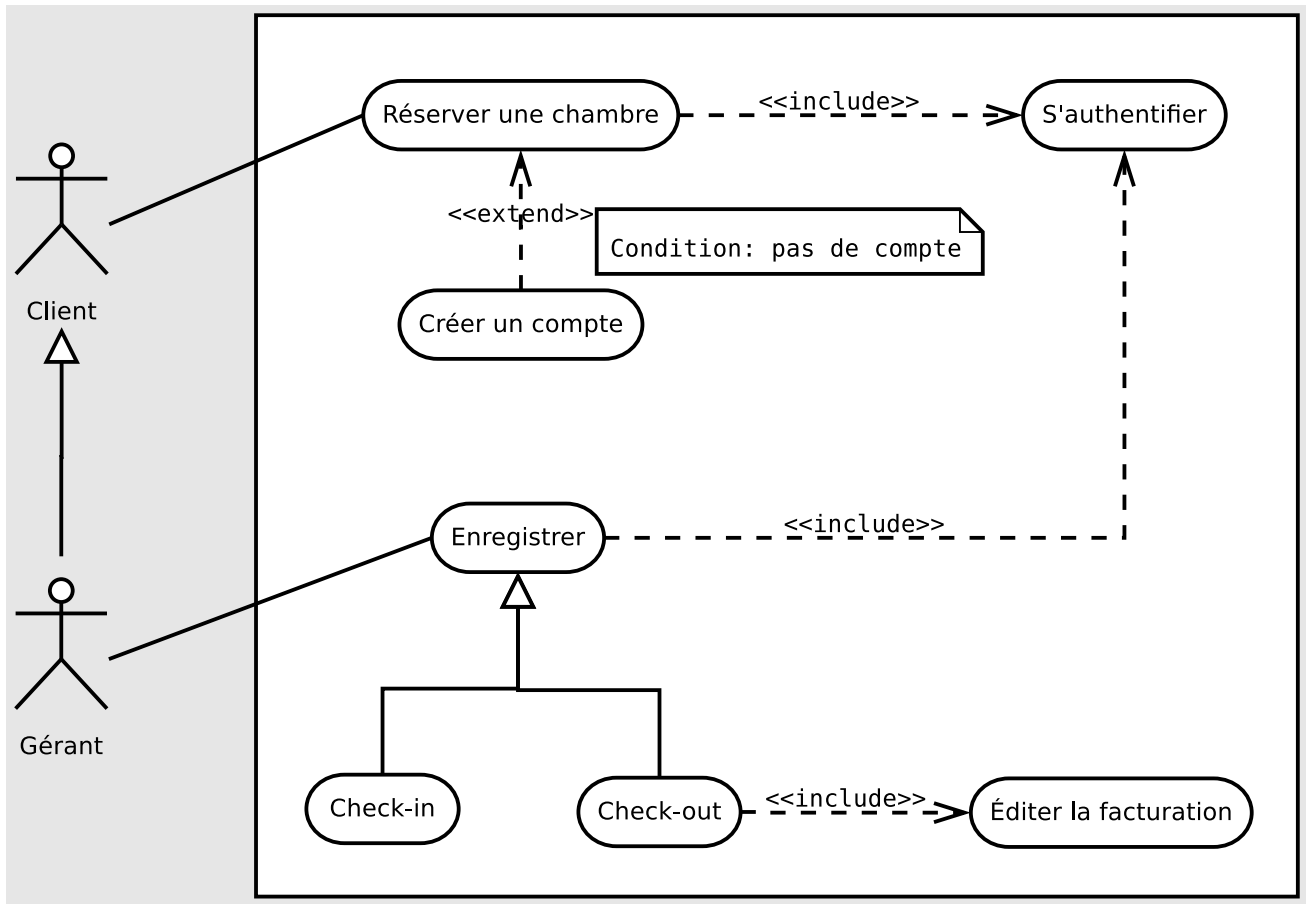 Réserver une chambre
<<include>>
S'authentifier
<<extend>>
Condition: pas de compte
Client
Créer un compte
Enregistrer
<<include>>
Gérant
Check-in
Check-out
<<include>>
Éditer la facturation